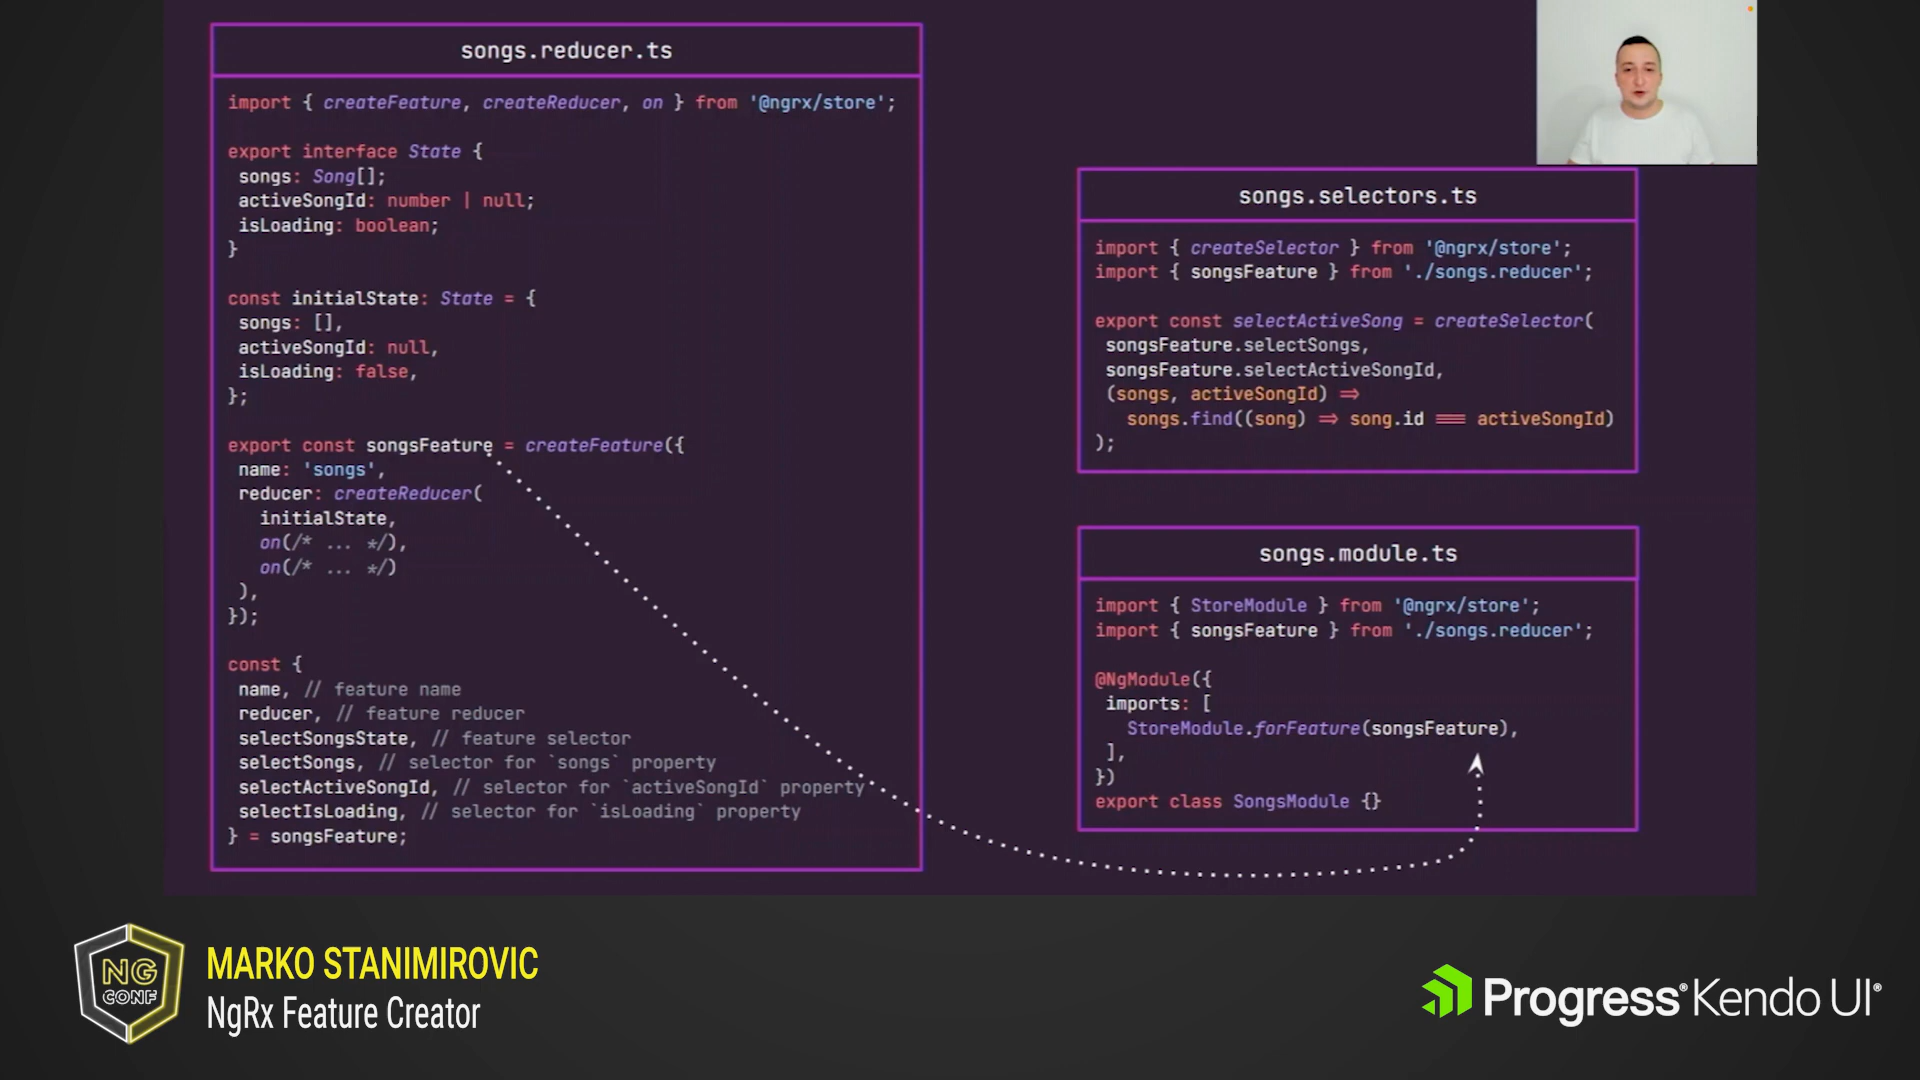 songs.reducer.ts
import { createFeature, createReducer, on } from '@ngrx/store';
export interface State {
songs: Song[];
activeSongId: number | null;
isLoading: boolean;
}
const initialState: State = {
songs: [],
activeSongId: null,
isLoading: false,
};
export const songsFeature = createFeature({
name: 'songs',
reducer: createReducer(
initialState,
on(/* ... */),
on(/* ... */)
),
});
const {
name, // feature name
reducer, // feature reducer
selectSongsState, // feature selector
selectSongs, // selector for `songs` property
selectActiveSongId, // selector for `activeSongId` property
selectIsLoading, // selector for `isLoading` property
} = songsFeature;
songs.selectors.ts
import { createSelector } from '@ngrx/store';
import { songsFeature } from './songs.reducer';
export const selectActiveSong = createSelector(
songsFeature.selectSongs,
songsFeature.selectActiveSongId,
(songs, activeSongId) =>
songs.find((song) => song.id === activeSongId)
);
songs.module.ts
import { StoreModule } from '@ngrx/store';
import { songsFeature } from './songs.reducer';
@NgModule({
imports: [
StoreModule.forFeature(songsFeature),
],
})
export class SongsModule {}
NG
CONF
MARKO STANIMIROVIC
NgRx Feature Creator
Progress® Kendo UI®